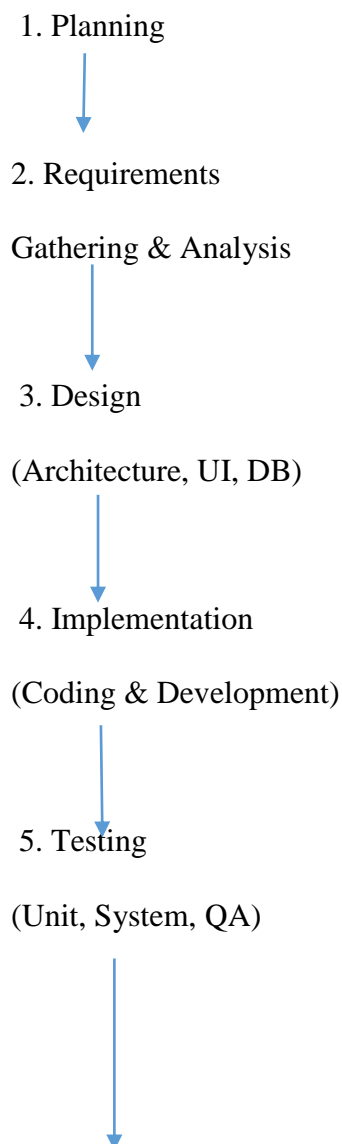 1. Planning
2. Requirements
Gathering & Analysis
3. Design
(Architecture, UI, DB)
4. Implementation
(Coding & Development)
5. Testing
(Unit, System, QA)